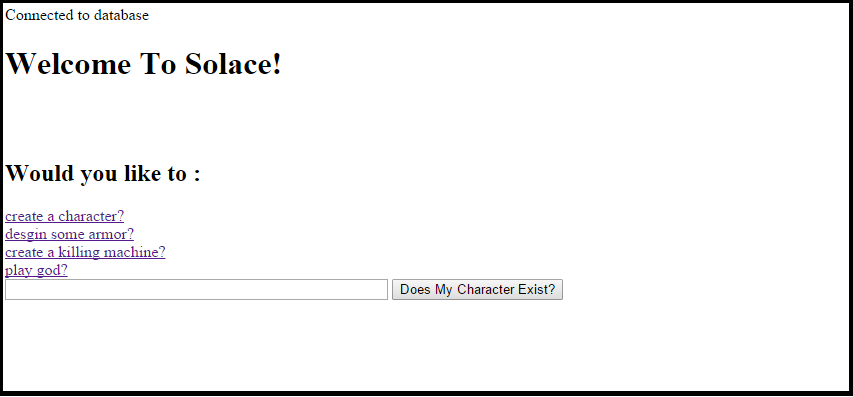 Connected to database
Welcome To Solace!
Would you like to :
create a character?
desgin some armor?
create a killing machine?
play god?
Does My Character Exist?